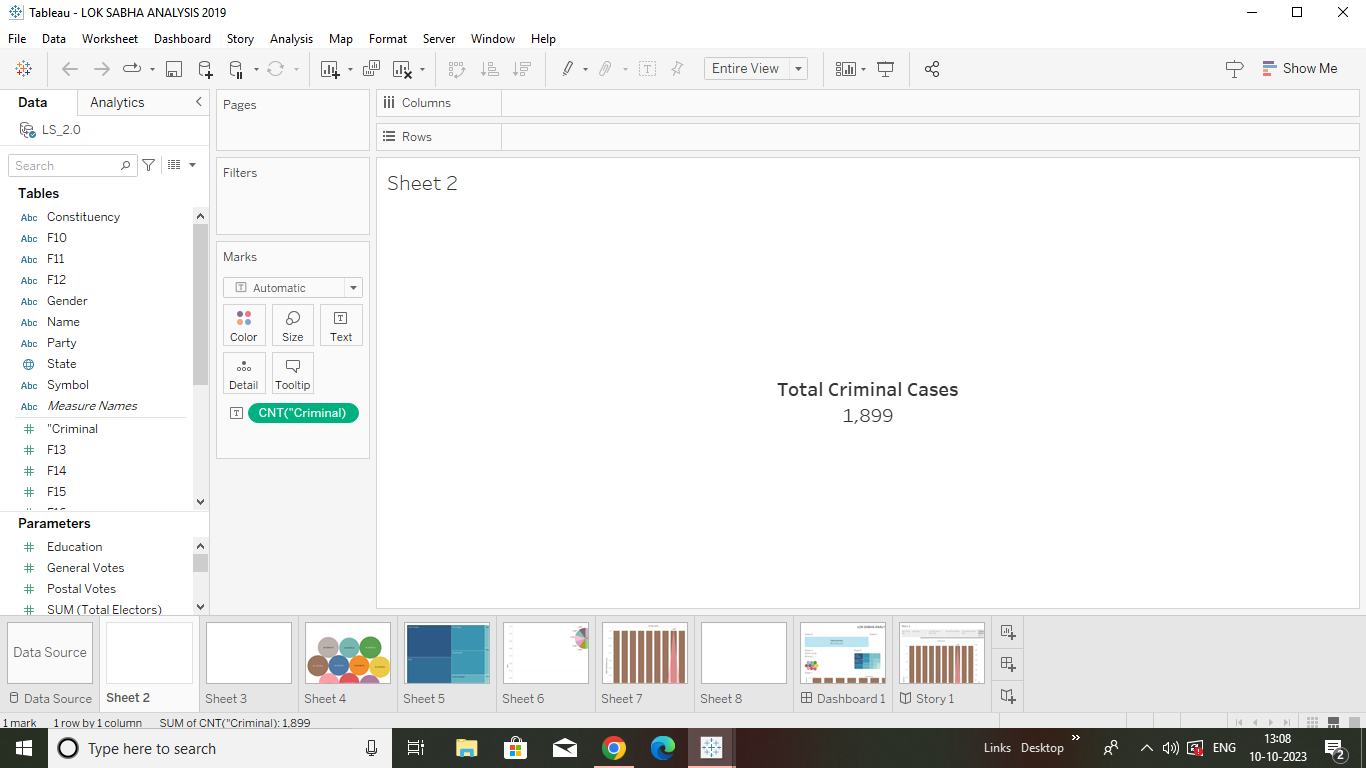 Tableau - LOK SABHA ANALYSIS 2019
File Data Worksheet Dashboard Story Analysis Map Format Server Window Help
Entire View
Show Me
Data Analytics
LS_2.0
Search
Tables
Abc Constituency
Abc F10
Abc F11
Abc F12
Abc Gender
Abc Name
Abc Party
State
Abc Symbol
Abc Measure Names
# "Criminal
# F13
# F14
# F15
Parameters
# Education
# General Votes
# Postal Votes
# SUM (Total Electors)
Pages
Filters
Marks
Automatic
Color Size Text
Detail Tooltip
CNT("Criminal)
Columns
Rows
Sheet 2
Total Criminal Cases
1,899
Data Source
Data Source Sheet 2 Sheet 3 Sheet 4 Sheet 5 Sheet 6 Sheet 7 Sheet 8 Dashboard 1 Story 1
1 mark 1 row by 1 column SUM of CNT("Criminal): 1,899
Type here to search
Links Desktop
ENG
13:08
10-10-2023
2